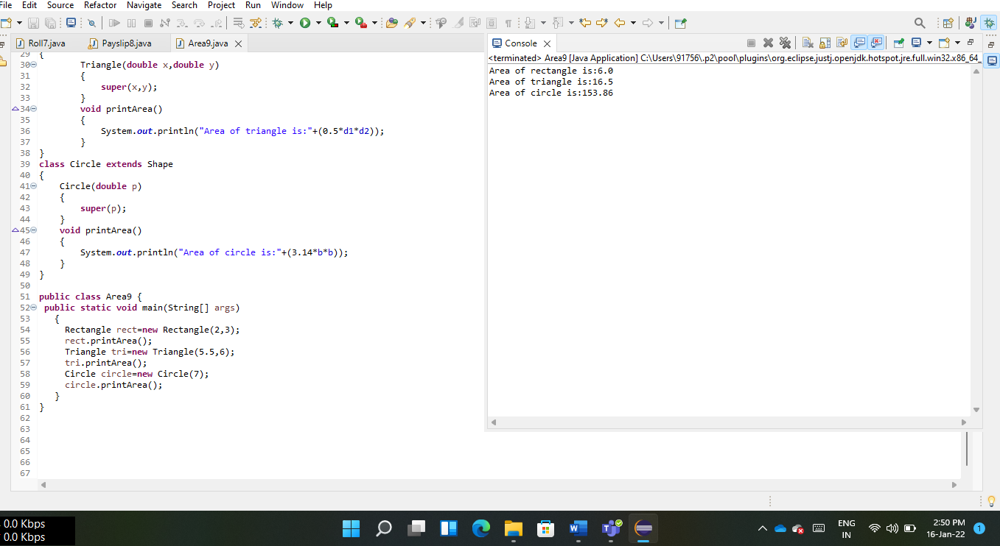 File Edit Source Refactor Navigate Search Project Run Window Help
Roll7.java Payslip8.java Area9.java
29 {
30 Triangle(double x,double y)
31 {
32 super(x,y);
33 }
34 void printArea()
35 {
36 System.out.println("Area of triangle is:"+(0.5*d1*d2));
37 }
38 }
39 class Circle extends Shape
40 {
41 Circle(double p)
42 {
43 super(p);
44 }
45 void printArea()
46 {
47 System.out.println("Area of circle is:"+(3.14*b*b));
48 }
49 }
50
51 public class Area9 {
52 public static void main(String[] args)
53 {
54 Rectangle rect=new Rectangle(2,3);
55 rect.printArea();
56 Triangle tri=new Triangle(5.5,6);
57 tri.printArea();
58 Circle circle=new Circle(7);
59 circle.printArea();
60 }
61 }
62
63
64
65
66
67
Console
<terminated> Area9 [Java Application] C:\Users\91756\.p2\pool\plugins\org.eclipse.justj.openjdk.hotspot.jre.full.win32.x86_64_
Area of rectangle is:6.0
Area of triangle is:16.5
Area of circle is:153.86
0.0 Kbps
0.0 Kbps
ENG
IN
2:50 PM
16-Jan-22
1